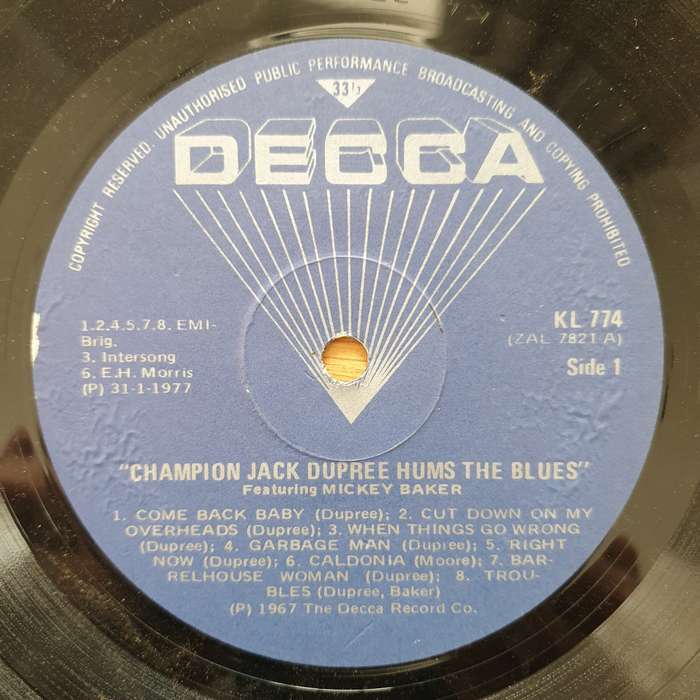 COPYRIGHT RESERVED. UNAUTHORISED PUBLIC PERFORMANCE BROADCASTING AND COPYING PROHIBITED
33⅓
DECCA
1.2.4.5.7.8. EMI-
Brig.
3. Intersong
6. E.H. Morris
(P) 31-1-1977
KL 774
(ZAL 7821 A)
Side 1
"CHAMPION JACK DUPREE HUMS THE BLUES"
Featuring MICKEY BAKER
1. COME BACK BABY (Dupree); 2. CUT DOWN ON MY
OVERHEADS (Dupree); 3. WHEN THINGS GO WRONG
(Dupree); 4. GARBAGE MAN (Dupree); 5. RIGHT
NOW (Dupree); 6. CALDONIA (Moore); 7. BAR-
RELHOUSE WOMAN (Dupree); 8. TROU-
BLES (Dupree, Baker)
(P) 1967 The Decca Record Co.